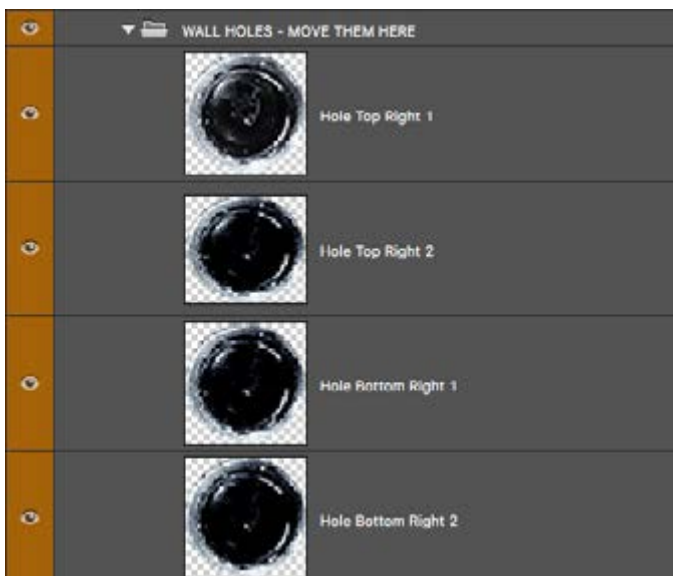 WALL HOLES - MOVE THEM HERE
Hole Top Right 1
Hole Top Right 2
Hole Bottom Right 1
Hole Bottom Right 2